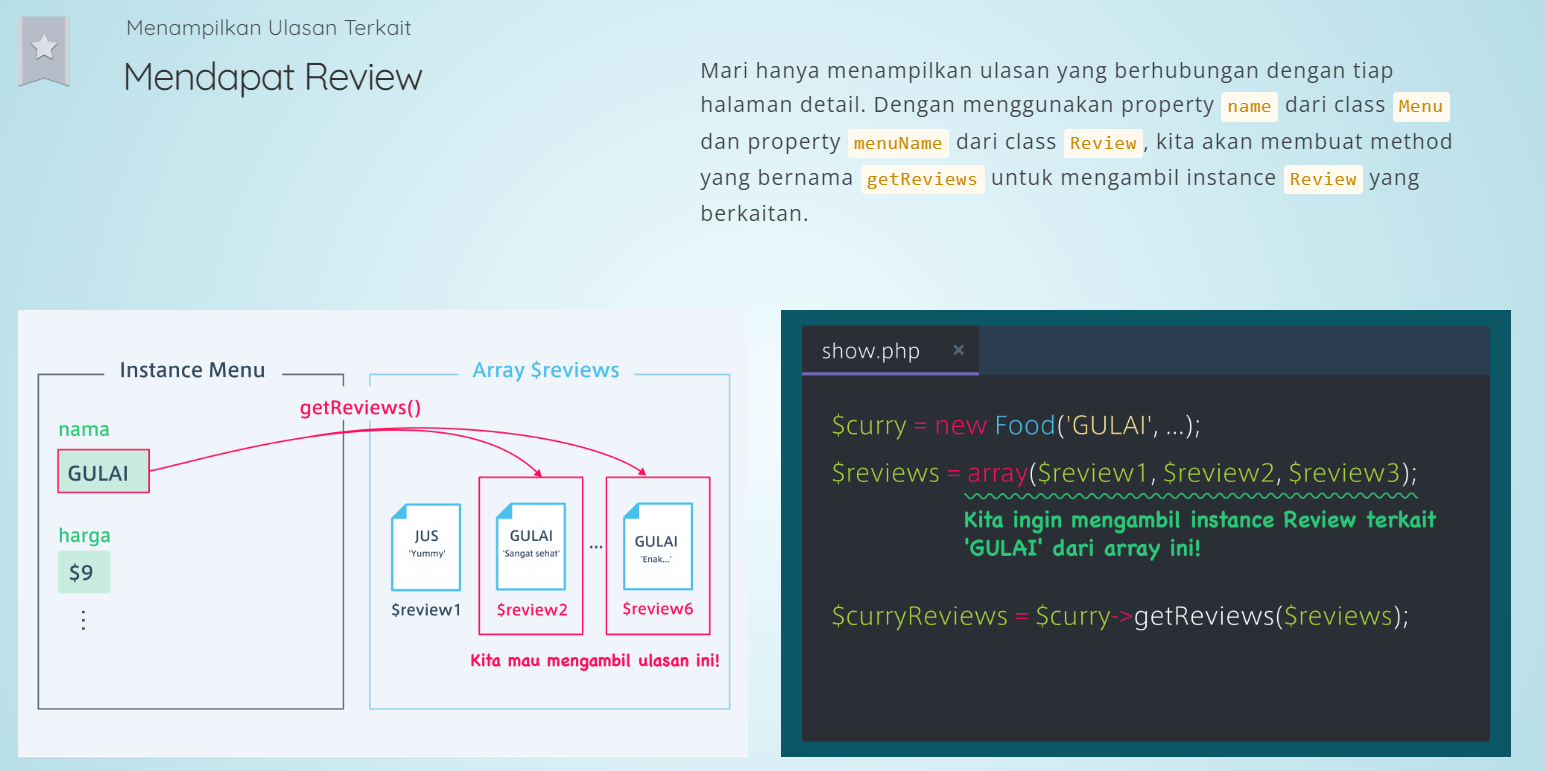 Menampilkan Ulasan Terkait
Mendapat Review
Mari hanya menampilkan ulasan yang berhubungan dengan tiap
halaman detail. Dengan menggunakan property name dari class Menu
dan property menuName dari class Review, kita akan membuat method
yang bernama getReviews untuk mengambil instance Review yang
berkaitan.
Instance Menu
Array $reviews
getReviews()
nama
GULAI
harga
$9
⋮
JUS
'Yummy'
$review1
GULAI
'Sangat sehat'
$review2
...
GULAI
'Enak...'
$review6
Kita mau mengambil ulasan ini!
show.php ×
$curry = new Food('GULAI', ...);
$reviews = array($review1, $review2, $review3);
Kita ingin mengambil instance Review terkait
'GULAI' dari array ini!
$curryReviews = $curry->getReviews($reviews);